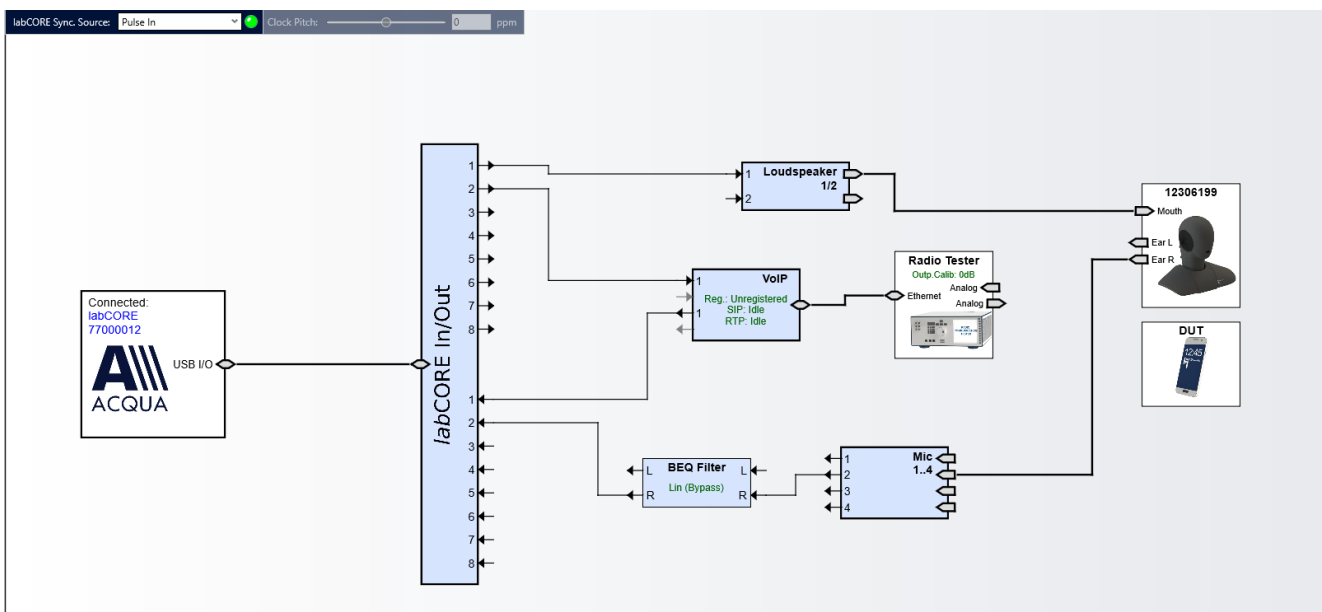 labCORE Sync. Source: Pulse In Clock Pitch: 0 ppm
Connected:
labCORE
77000012
USB I/O
ACQUA
labCORE In/Out
1
2
3
4
5
6
7
8
1
2
3
4
5
6
7
8
Loudspeaker
1/2
1
2
VoIP
1
Reg.: Unregistered
SIP: Idle
1
RTP: Idle
Radio Tester
Outp.Calib: 0dB
Analog
Ethernet
Analog
12306199
Mouth
Ear L
Ear R
DUT
12:45
BEQ Filter
L L
Lin (Bypass)
R R
Mic
1..4
1
2
3
4